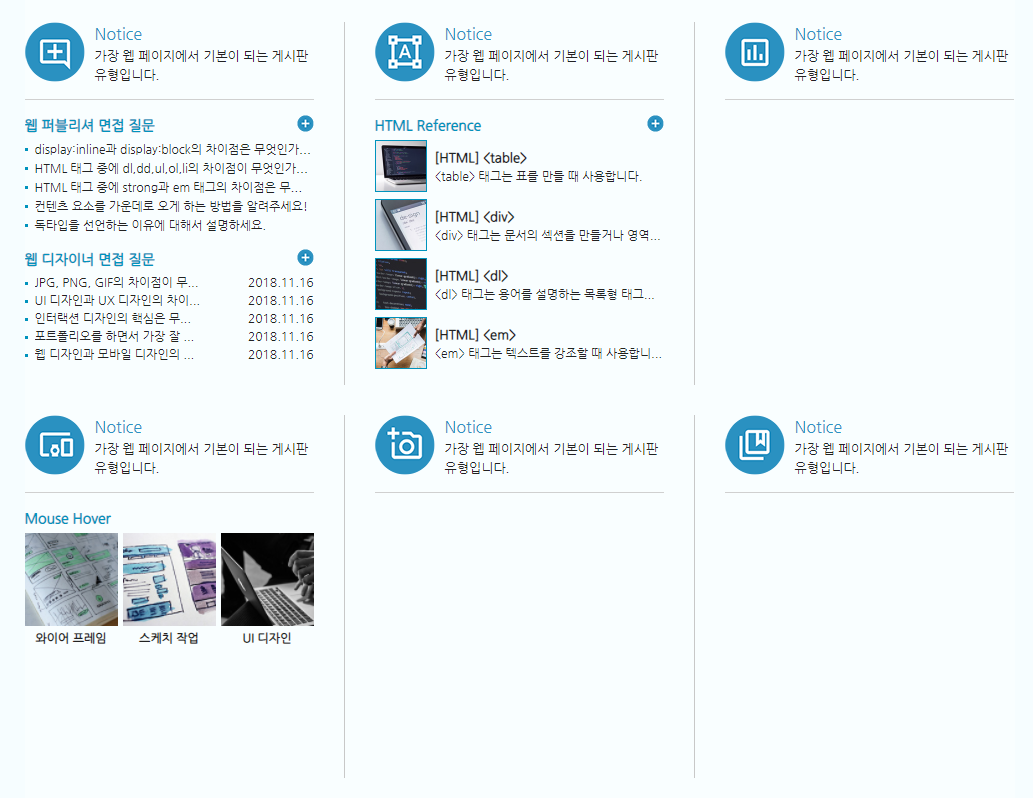 Notice
가장 웹 페이지에서 기본이 되는 게시판
유형입니다.
웹 퍼블리셔 면접 질문
display:inline과 display:block의 차이점은 무엇인가...
HTML 태그 중에 dl,dd,ul,ol,li의 차이점이 무엇인가...
HTML 태그 중에 strong과 em 태그의 차이점은 무...
컨텐츠 요소를 가운데로 오게 하는 방법을 알려주세요!
독타입을 선언하는 이유에 대해서 설명하세요.
웹 디자이너 면접 질문
JPG, PNG, GIF의 차이점이 무... 2018.11.16
UI 디자인과 UX 디자인의 차이... 2018.11.16
인터랙션 디자인의 핵심은 무... 2018.11.16
포트폴리오를 하면서 가장 잘 ... 2018.11.16
웹 디자인과 모바일 디자인의 ... 2018.11.16
Notice
가장 웹 페이지에서 기본이 되는 게시판
유형입니다.
HTML Reference
[HTML] <table>
<table> 태그는 표를 만들 때 사용합니다.
[HTML] <div>
<div> 태그는 문서의 섹션을 만들거나 영역...
[HTML] <dl>
<dl> 태그는 용어를 설명하는 목록형 태그...
[HTML] <em>
<em> 태그는 텍스트를 강조할 때 사용합니...
Notice
가장 웹 페이지에서 기본이 되는 게시판
유형입니다.
Notice
가장 웹 페이지에서 기본이 되는 게시판
유형입니다.
Mouse Hover
와이어 프레임
스케치 작업
UI 디자인
Notice
가장 웹 페이지에서 기본이 되는 게시판
유형입니다.
Notice
가장 웹 페이지에서 기본이 되는 게시판
유형입니다.